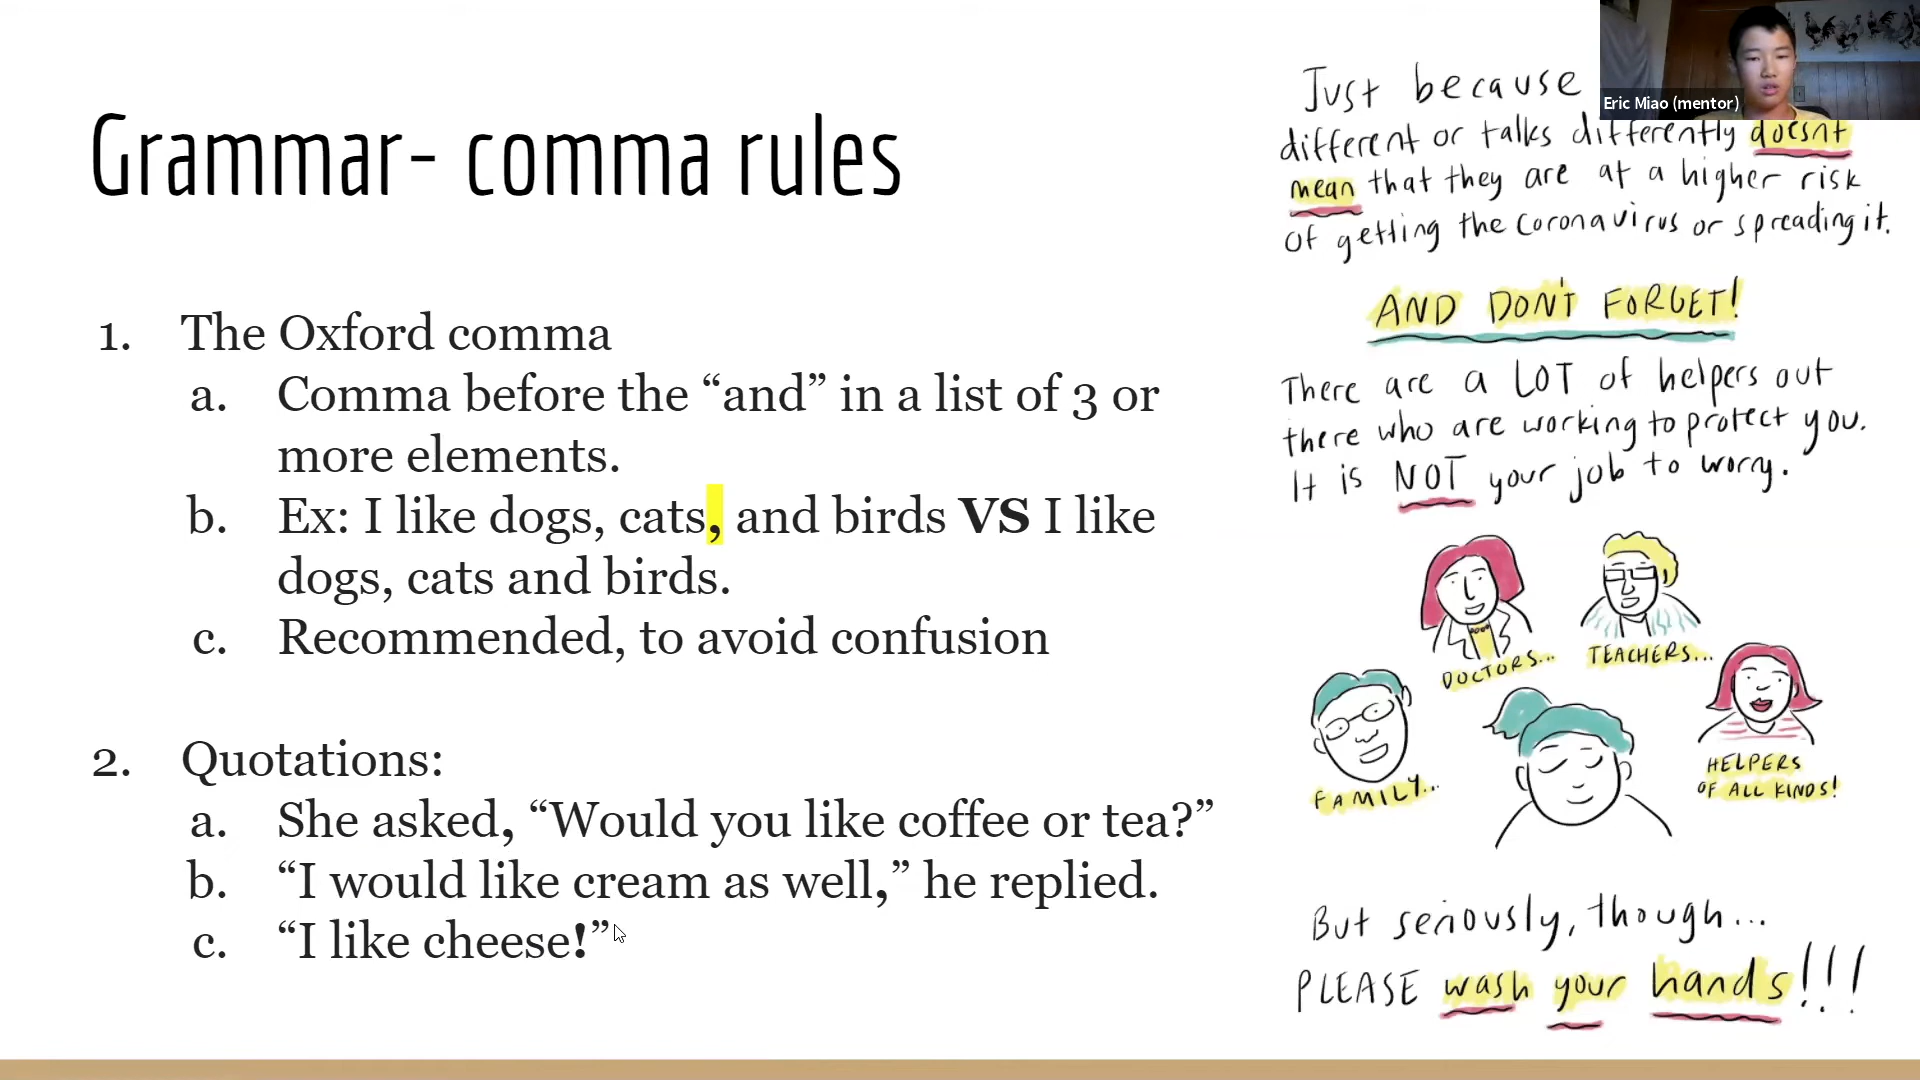 Grammar- comma rules
1. The Oxford comma
a. Comma before the “and” in a list of 3 or
more elements.
b. Ex: I like dogs, cats, and birds VS I like
dogs, cats and birds.
c. Recommended, to avoid confusion
2. Quotations:
a. She asked, “Would you like coffee or tea?”
b. “I would like cream as well,” he replied.
c. “I like cheese!”
Eric Miao (mentor)
Just because
different or talks differently doesnt
mean that they are at a higher risk
of getting the coronavirus or spreading it.
AND DON'T FORGET!
There are a LOT of helpers out
there who are working to protect you.
It is NOT your job to worry.
DOCTORS...
TEACHERS...
FAMILY...
HELPERS
OF ALL KINDS!
But seriously, though...
PLEASE wash your hands!!!